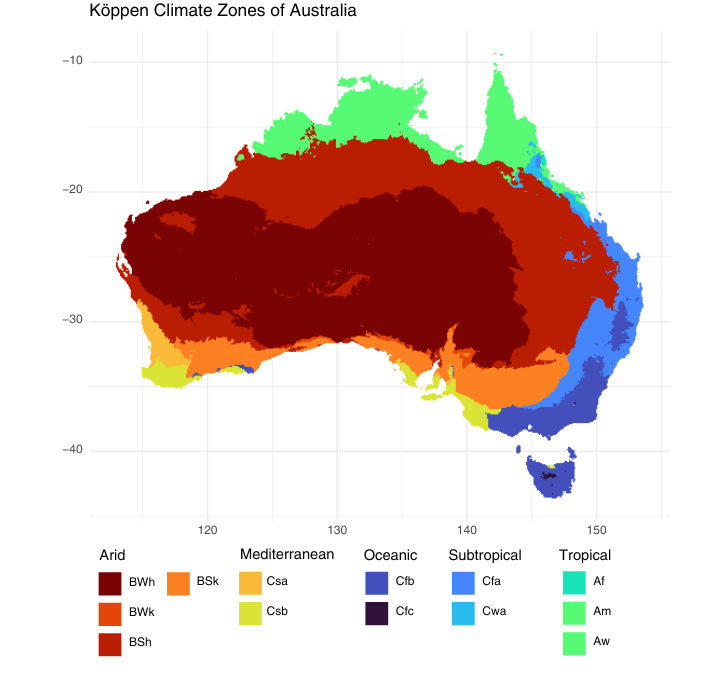 Köppen Climate Zones of Australia
−10
−20
−30
−40
120 130 140 150
Arid Mediterranean Oceanic Subtropical Tropical
BWh BSk Csa Cfb Cfa Af
BWk Csb Cfc Cwa Am
BSh Aw